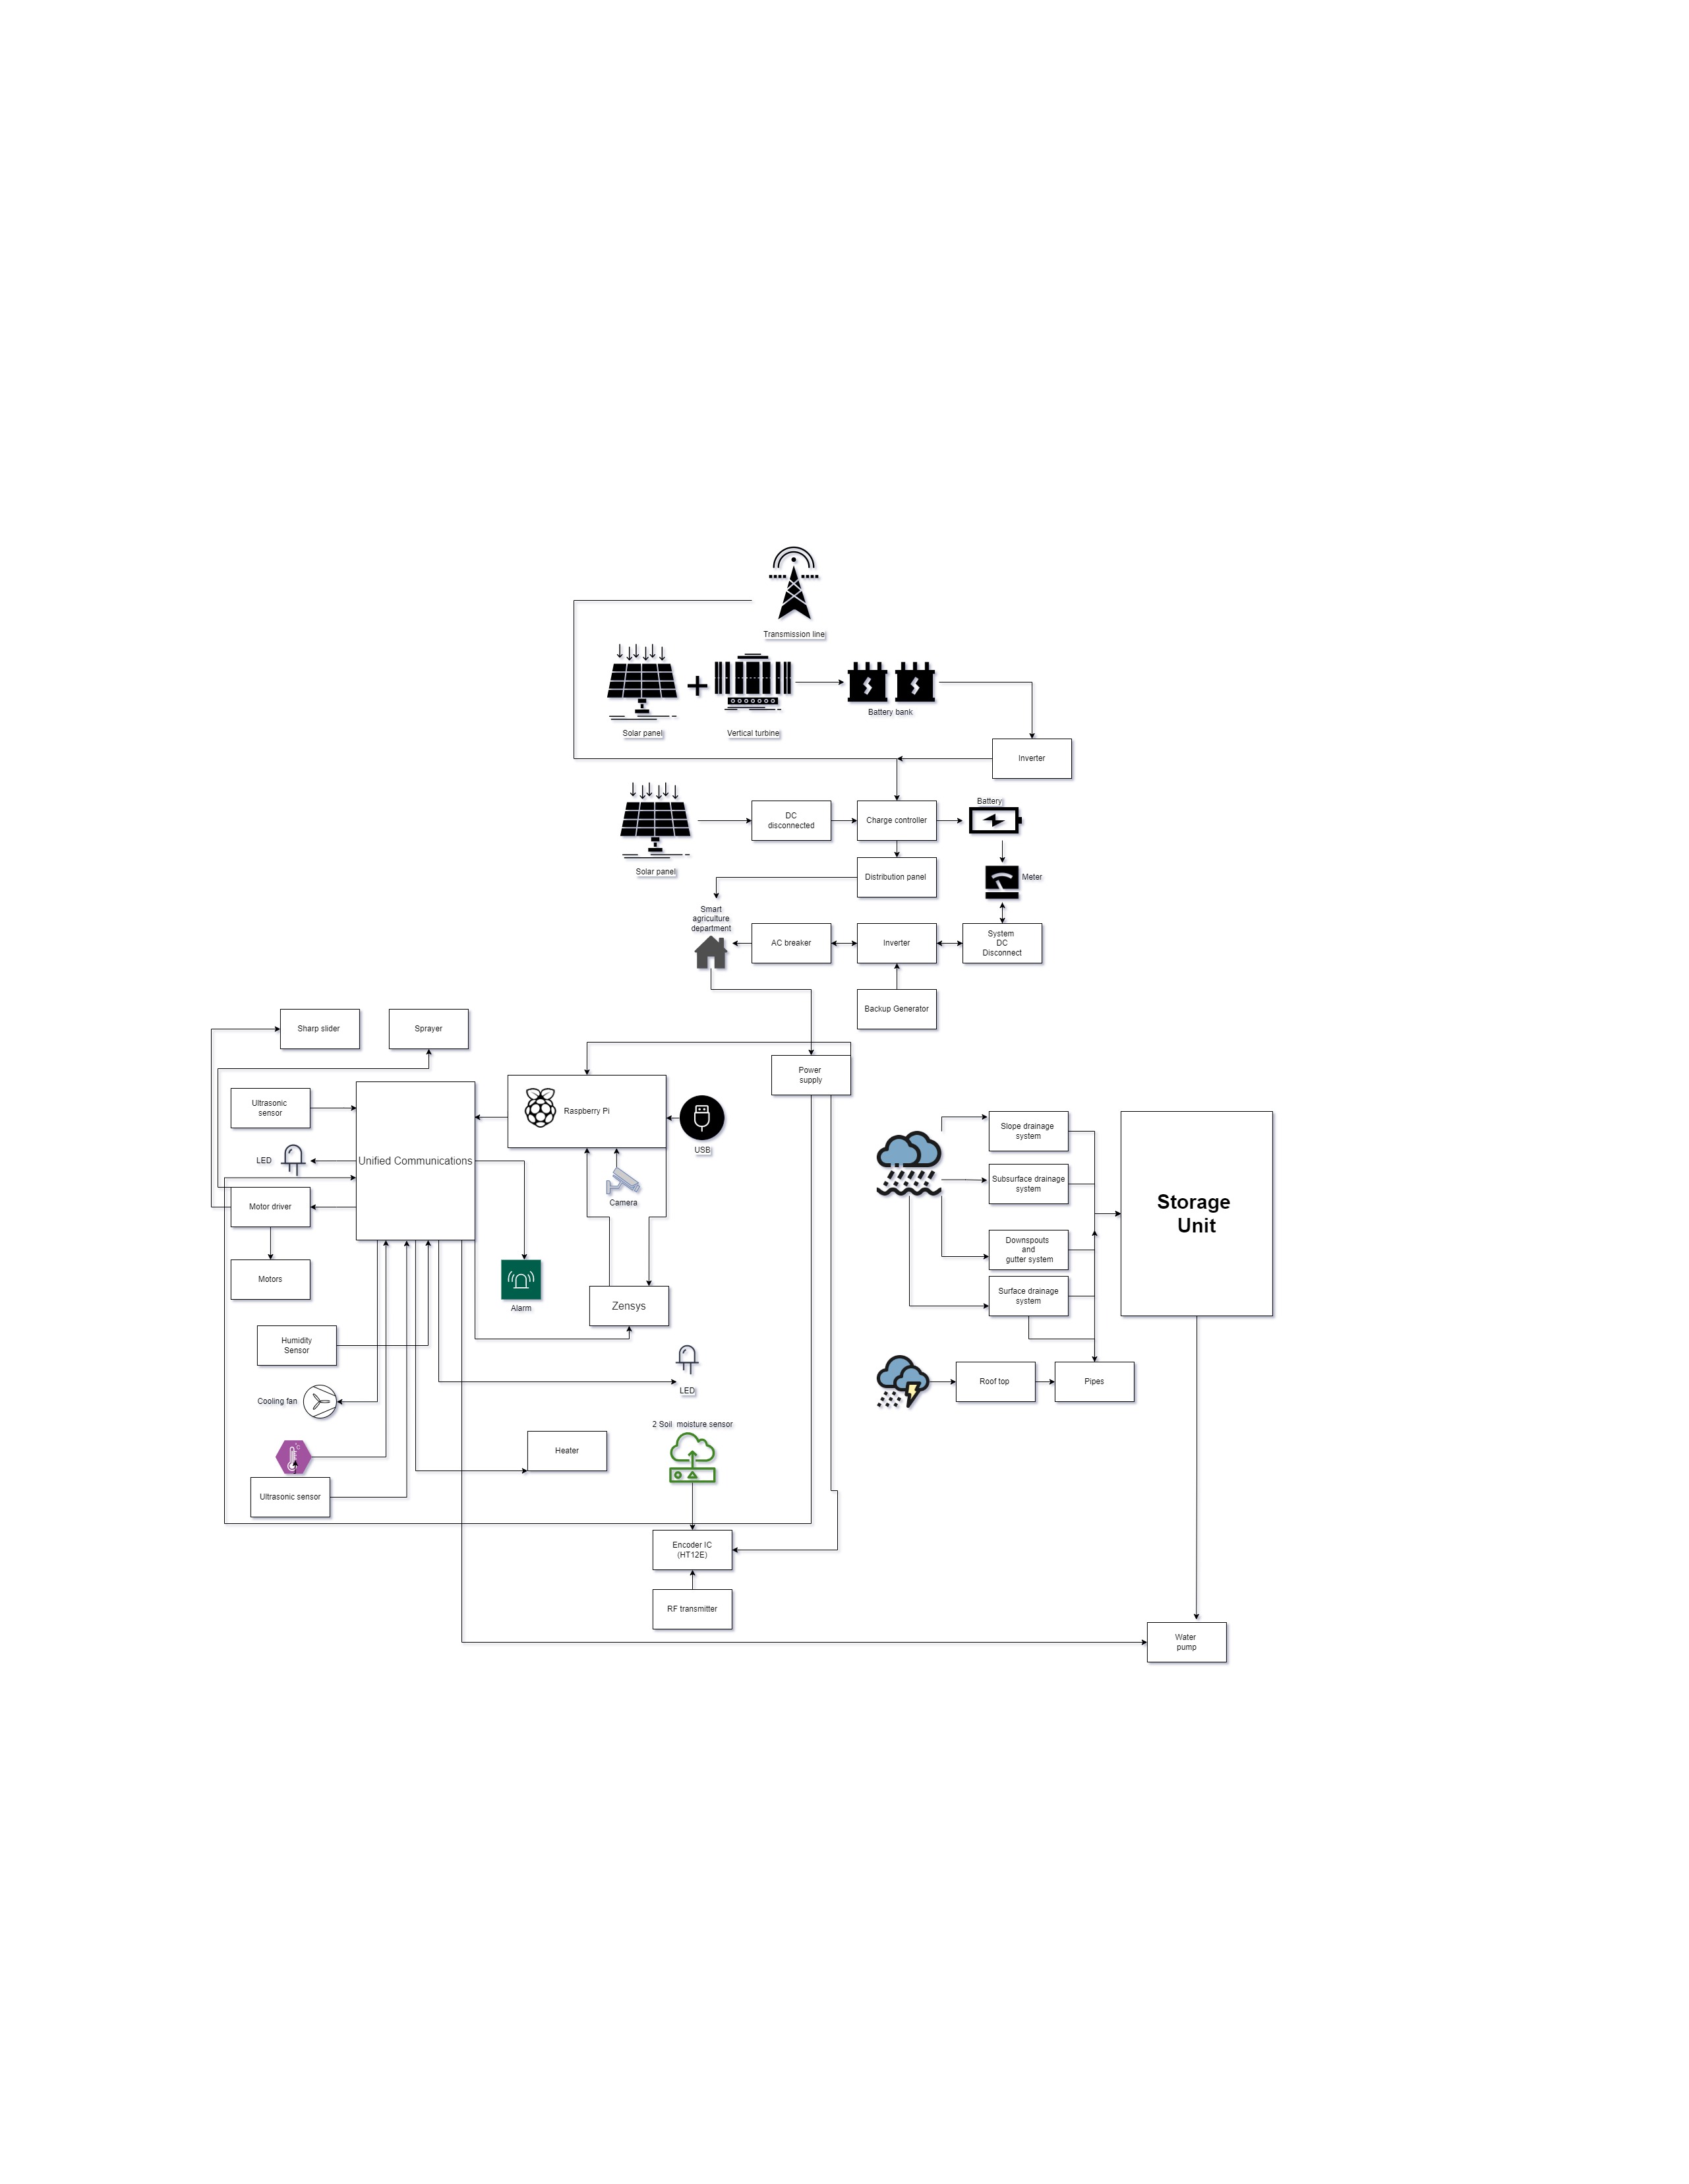 Transmission line
Solar panel
Vertical turbine
Battery bank
Inverter
Battery
DC
disconnected
Charge controller
Solar panel
Distribution panel
Meter
Smart
agriculture
department
AC breaker
Inverter
System
DC
Disconnect
Backup Generator
Sharp slider
Sprayer
Power
supply
Ultrasonic
sensor
Raspberry Pi
USB
LED
Unified Communications
Camera
Motor driver
Motors
Alarm
Zensys
Slope drainage
system
Subsurface drainage
system
Downspouts
and
gutter system
Surface drainage
system
Storage
Unit
Humidity
Sensor
LED
Roof top
Pipes
Cooling fan
2 Soil moisture sensor
Heater
°C
Ultrasonic sensor
Encoder IC
(HT12E)
RF transmitter
Water
pump